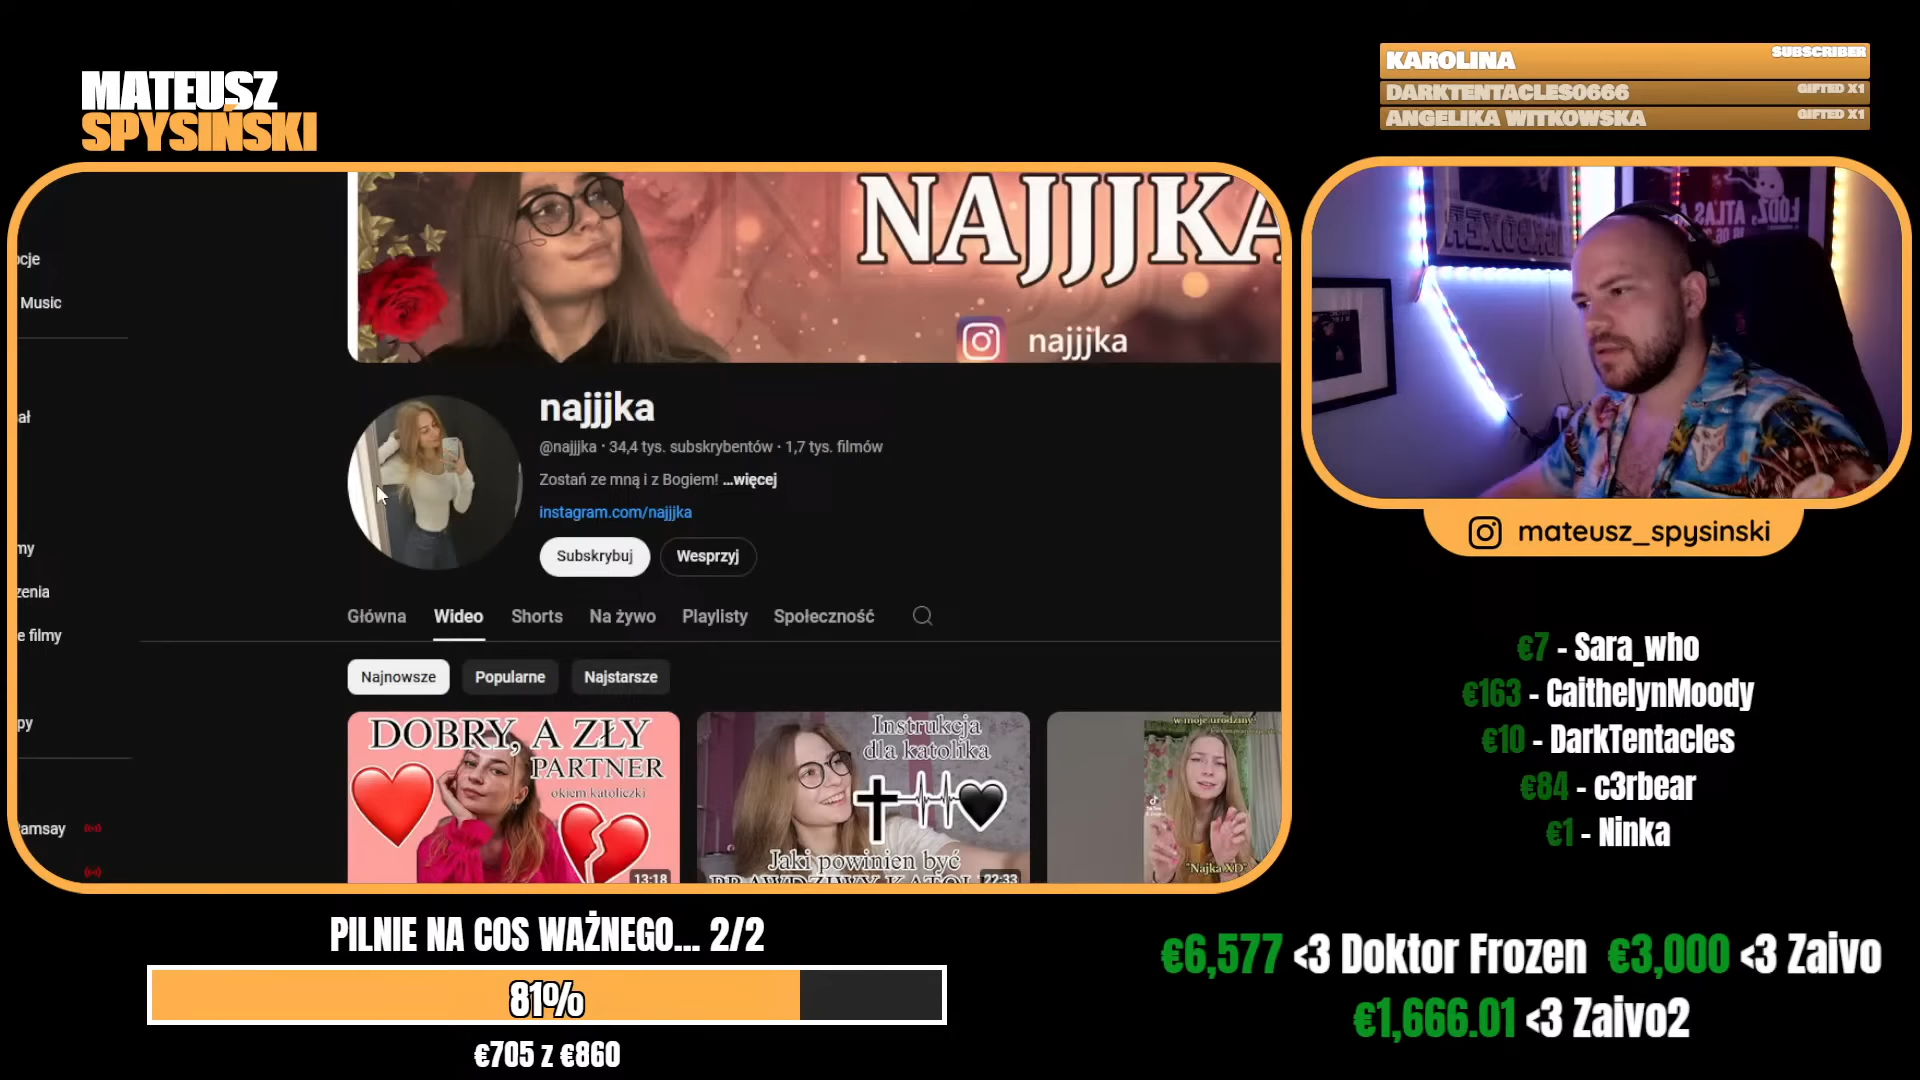 MATEUSZ
SPYSIŃSKI
KAROLINA
SUBSCRIBER
DARKTENTACLES0666
GIFTED X1
ANGELIKA WITKOWSKA
GIFTED X1
NAJJJKA
najjjka
ocje
Music
ał
my
zenia
e filmy
py
amsay
najjjka
@najjjka · 34,4 tys. subskrybentów · 1,7 tys. filmów
Zostań ze mną i z Bogiem! ...więcej
instagram.com/najjjka
Subskrybuj
Wesprzyj
Główna
Wideo
Shorts
Na żywo
Playlisty
Społeczność
Najnowsze
Popularne
Najstarsze
DOBRY, A ZŁY
PARTNER
okiem katoliczki
13:18
Instrukcja
dla katolika
Jaki powinien być
PRAWDZIWY KATOL
22:33
w moje urodziny
"Najka XD"
ŁÓDŹ, ATLAS A
mateusz_spysinski
€7 - Sara_who
€163 - CaithelynMoody
€10 - DarkTentacles
€84 - c3rbear
€1 - Ninka
PILNIE NA COS WAŻNEGO... 2/2
81%
€705 z €860
€6,577 <3 Doktor Frozen €3,000 <3 Zaivo
€1,666.01 <3 Zaivo2